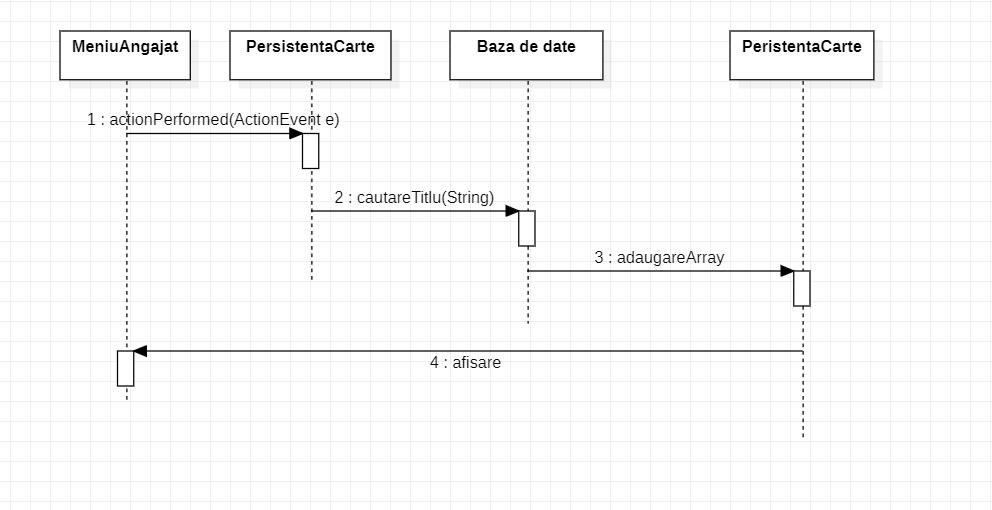 MeniuAngajat
PersistentaCarte
Baza de date
PeristentaCarte
1 : actionPerformed(ActionEvent e)
2 : cautareTitlu(String)
3 : adaugareArray
4 : afisare